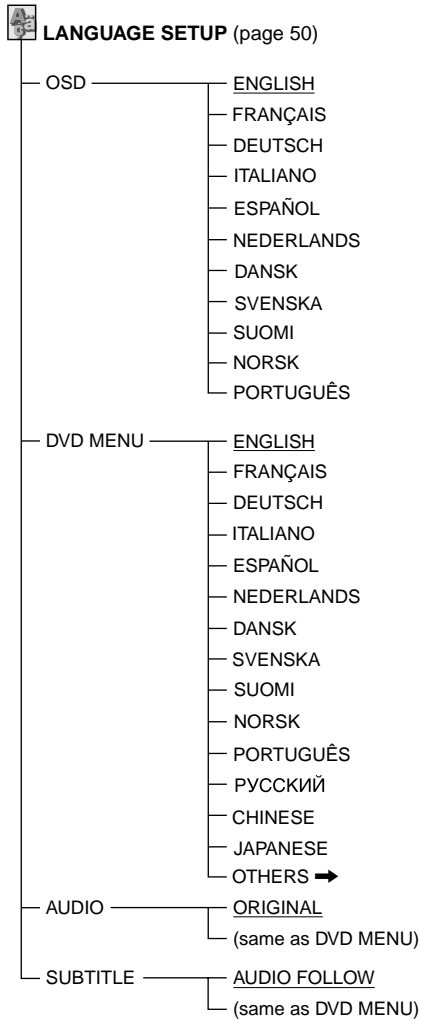 LANGUAGE SETUP (page 50)
OSD ENGLISH
FRANÇAIS
DEUTSCH
ITALIANO
ESPAÑOL
NEDERLANDS
DANSK
SVENSKA
SUOMI
NORSK
PORTUGUÊS
DVD MENU ENGLISH
FRANÇAIS
DEUTSCH
ITALIANO
ESPAÑOL
NEDERLANDS
DANSK
SVENSKA
SUOMI
NORSK
PORTUGUÊS
РУССКИЙ
CHINESE
JAPANESE
OTHERS ➡
AUDIO ORIGINAL
(same as DVD MENU)
SUBTITLE AUDIO FOLLOW
(same as DVD MENU)